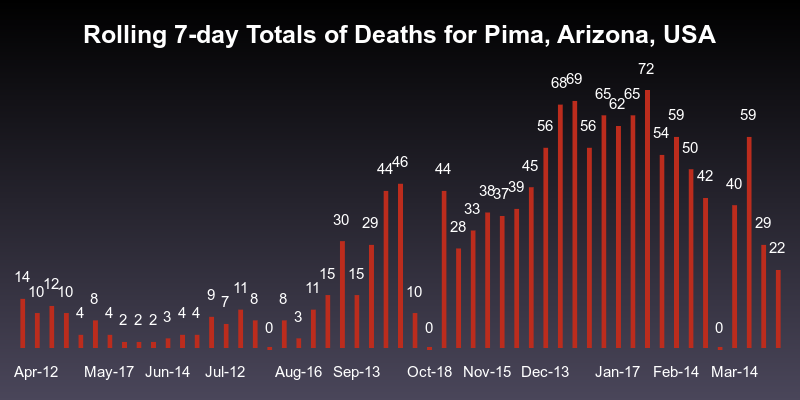 Rolling 7-day Totals of Deaths for Pima, Arizona, USA
14 10 12 10 4 8 4 2 2 2 3 4 4 9 7 11 8 0 8 3 11 15 30 15 29 44 46 10 0 44 28 33 38 37 39 45 56 68 69 56 65 62 65 72 54 59 50 42 0 40 59 29 22
Apr-12 May-17 Jun-14 Jul-12 Aug-16 Sep-13 Oct-18 Nov-15 Dec-13 Jan-17 Feb-14 Mar-14